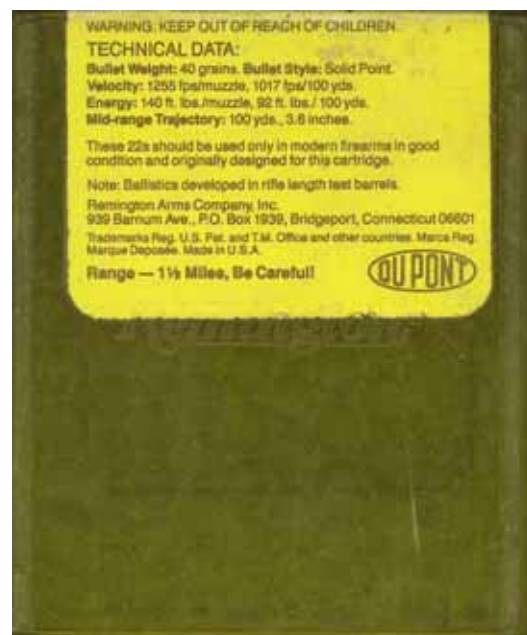 WARNING: KEEP OUT OF REACH OF CHILDREN
TECHNICAL DATA:
Bullet Weight: 40 grains. Bullet Style: Solid Point.
Velocity: 1255 fps/muzzle, 1017 fps/100 yds.
Energy: 140 ft. lbs./muzzle, 92 ft. lbs./ 100 yds.
Mid-range Trajectory: 100 yds., 3.6 inches.
These 22s should be used only in modern firearms in good
condition and originally designed for this cartridge.
Note: Ballistics developed in rifle length test barrels.
Remington Arms Company, Inc.
939 Barnum Ave., P.O. Box 1939, Bridgeport, Connecticut 06601
Trademarks Reg. U.S. Pat. and T.M. Office and other countries. Marca Reg.
Marque Deposée. Made in U.S.A.
Range — 1½ Miles, Be Careful!
DU PONT
Remington